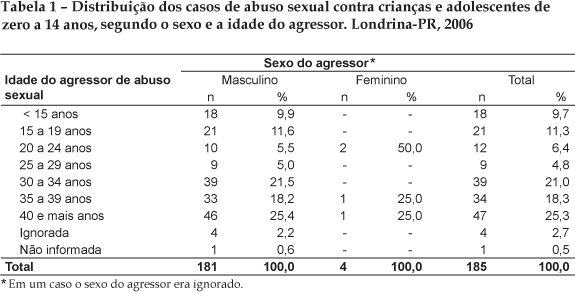 Tabela 1 – Distribuição dos casos de abuso sexual contra crianças e adolescentes de
zero a 14 anos, segundo o sexo e a idade do agressor. Londrina-PR, 2006
Sexo do agressor*
Idade do agressor de abuso sexual Masculino Feminino Total
n % n % n %
< 15 anos 18 9,9 - - 18 9,7
15 a 19 anos 21 11,6 - - 21 11,3
20 a 24 anos 10 5,5 2 50,0 12 6,4
25 a 29 anos 9 5,0 - - 9 4,8
30 a 34 anos 39 21,5 - - 39 21,0
35 a 39 anos 33 18,2 1 25,0 34 18,3
40 e mais anos 46 25,4 1 25,0 47 25,3
Ignorada 4 2,2 - - 4 2,7
Não informada 1 0,6 - - 1 0,5
Total 181 100,0 4 100,0 185 100,0
* Em um caso o sexo do agressor era ignorado.